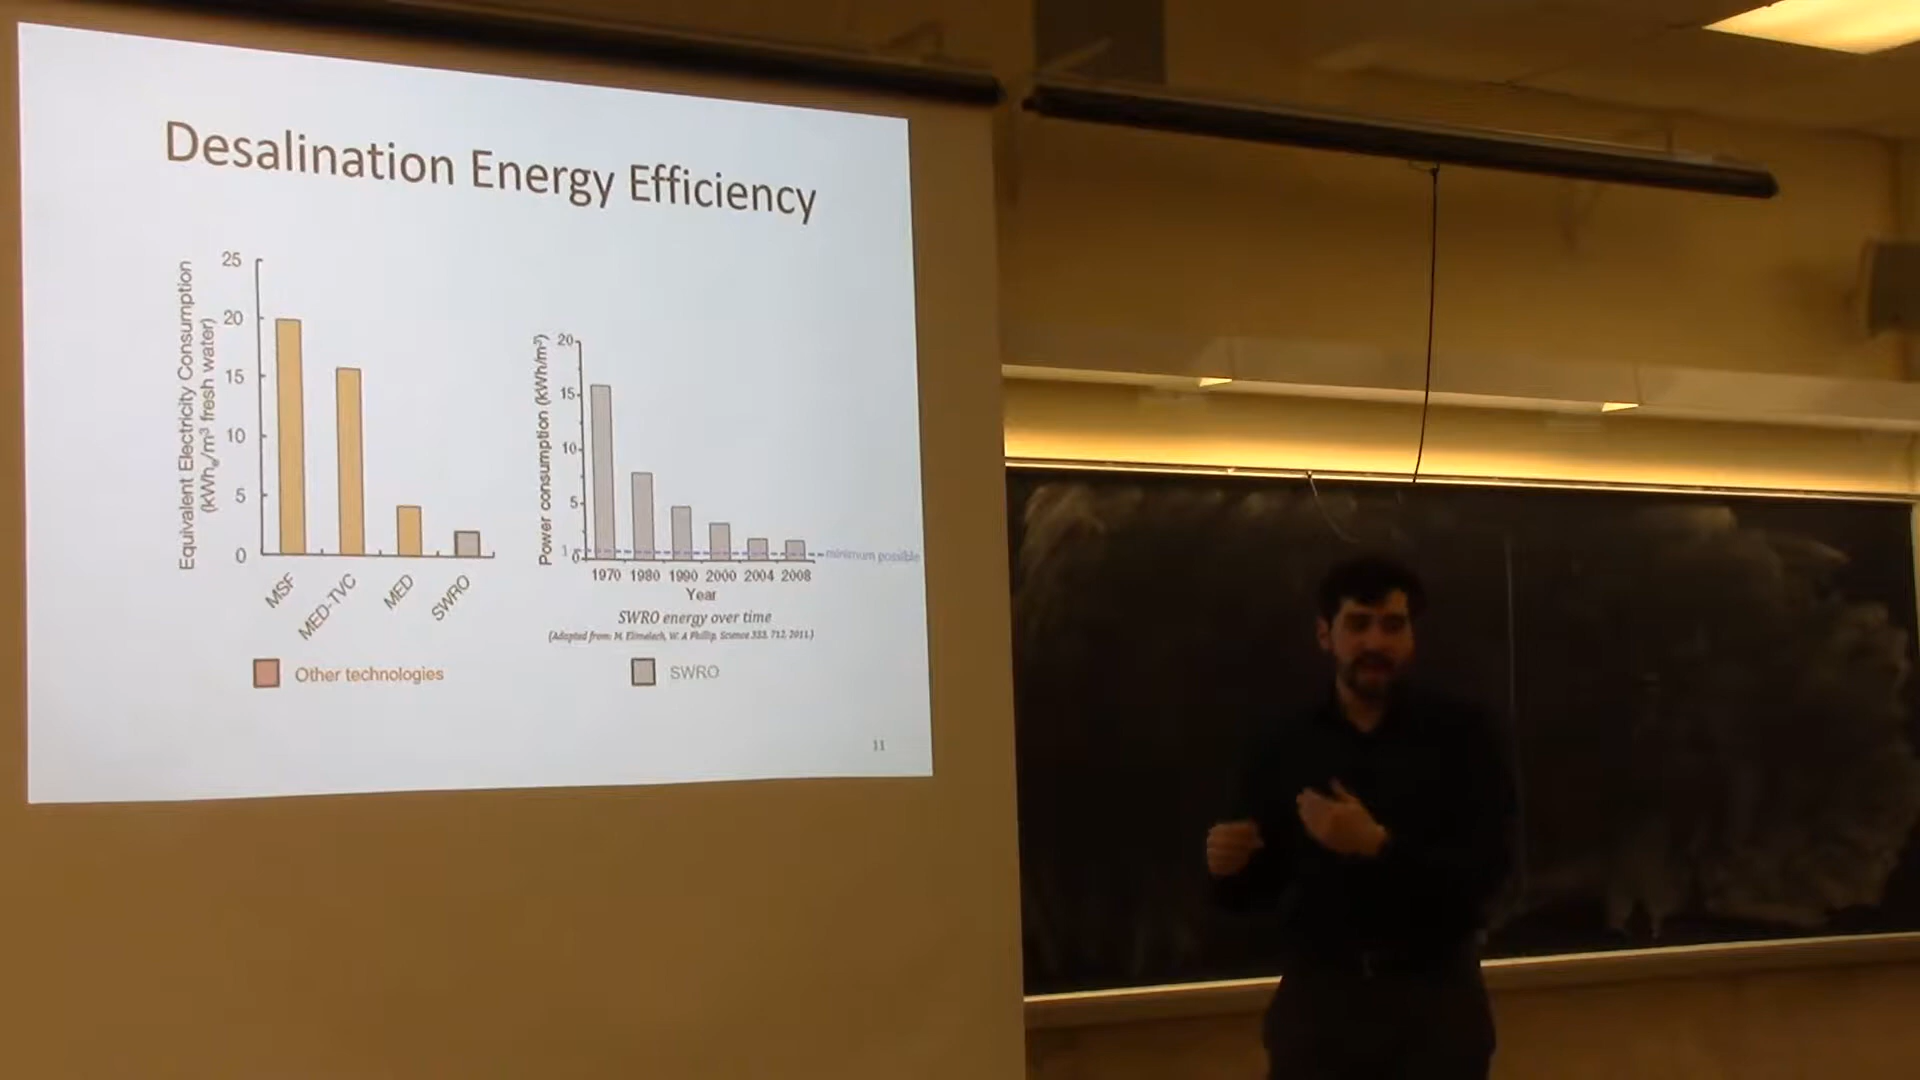 Desalination Energy Efficiency
Equivalent Electricity Consumption
(kWhₑ/m³ fresh water)
25
20
15
10
5
0
MSF
MED-TVC
MED
SWRO
Other technologies
Power consumption (kWh/m³)
20
15
10
5
1
0
minimum possible
1970 1980 1990 2000 2004 2008
Year
SWRO energy over time
(Adapted from: M. Elimelech, W. A Phillip, Science 333, 712, 2011.)
SWRO
11